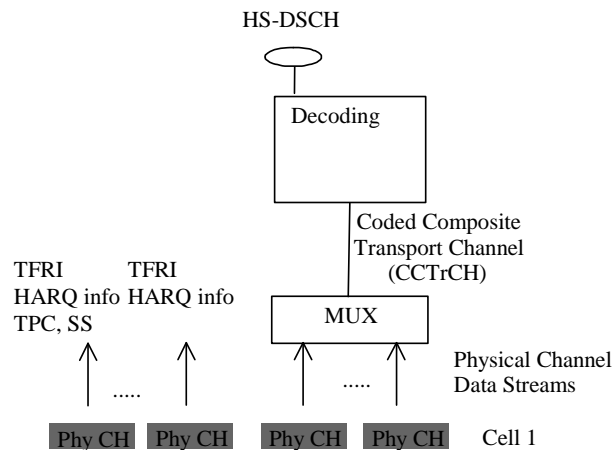 HS-DSCH
Decoding
Coded Composite
Transport Channel
(CCTrCH)
TFRI
HARQ info
TPC, SS
TFRI
HARQ info
MUX
Physical Channel
Data Streams
.....
.....
Phy CH
Phy CH
Phy CH
Phy CH
Cell 1